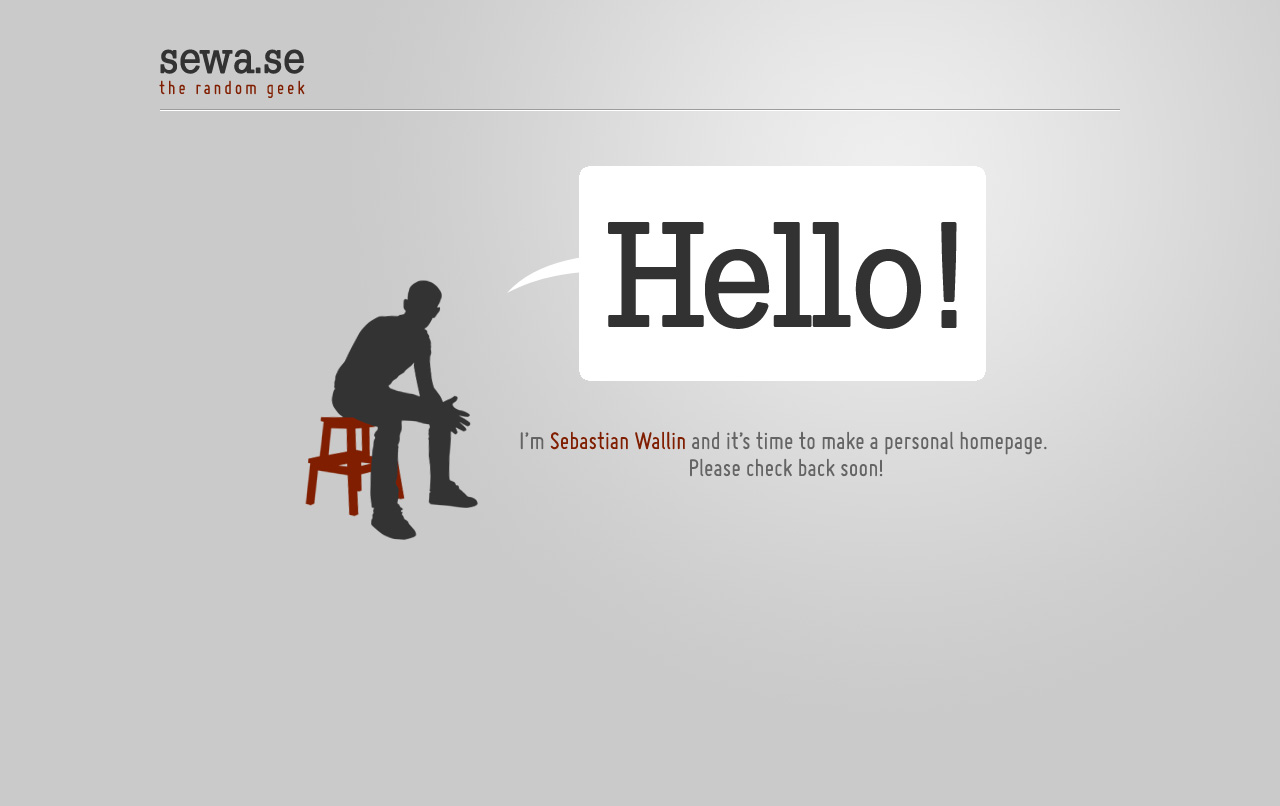 sewa.se
the random geek
Hello!
I’m Sebastian Wallin and it’s time to make a personal homepage.
Please check back soon!